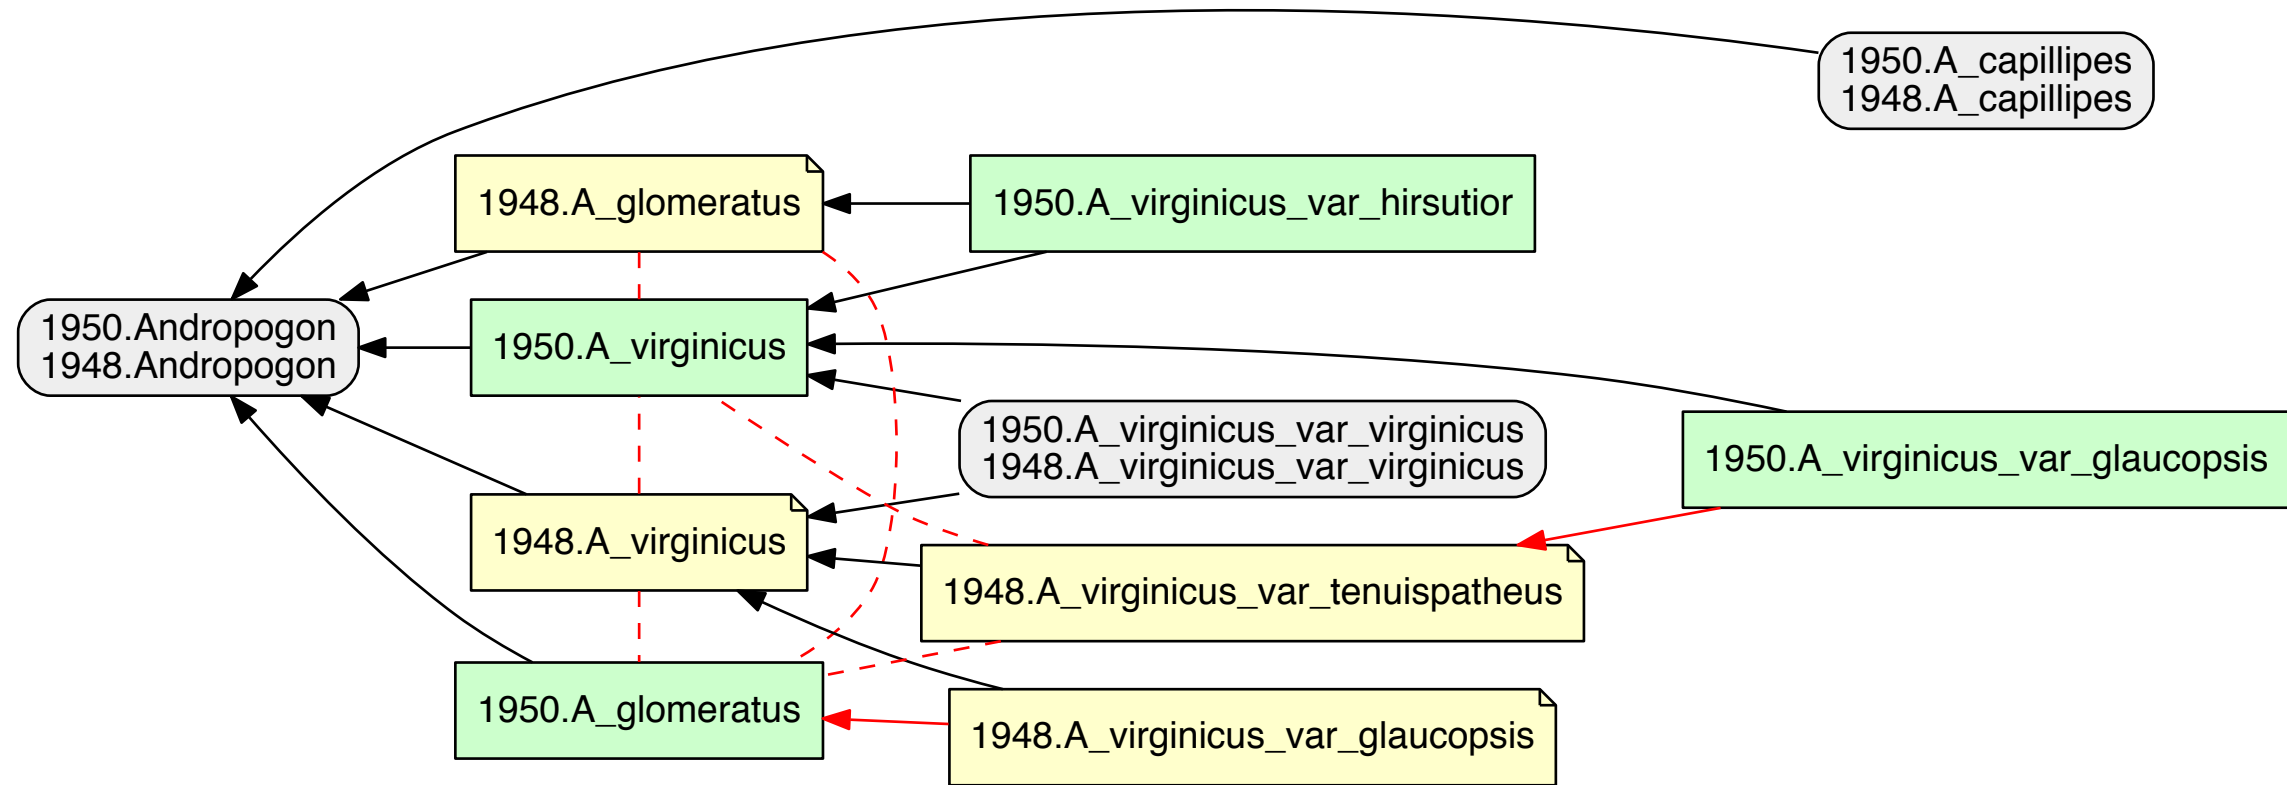 1950.A_capillipes
1948.A_capillipes
1948.A_glomeratus
1950.A_virginicus_var_hirsutior
1950.Andropogon
1948.Andropogon
1950.A_virginicus
1950.A_virginicus_var_virginicus
1948.A_virginicus_var_virginicus
1950.A_virginicus_var_glaucopsis
1948.A_virginicus
1948.A_virginicus_var_tenuispatheus
1950.A_glomeratus
1948.A_virginicus_var_glaucopsis